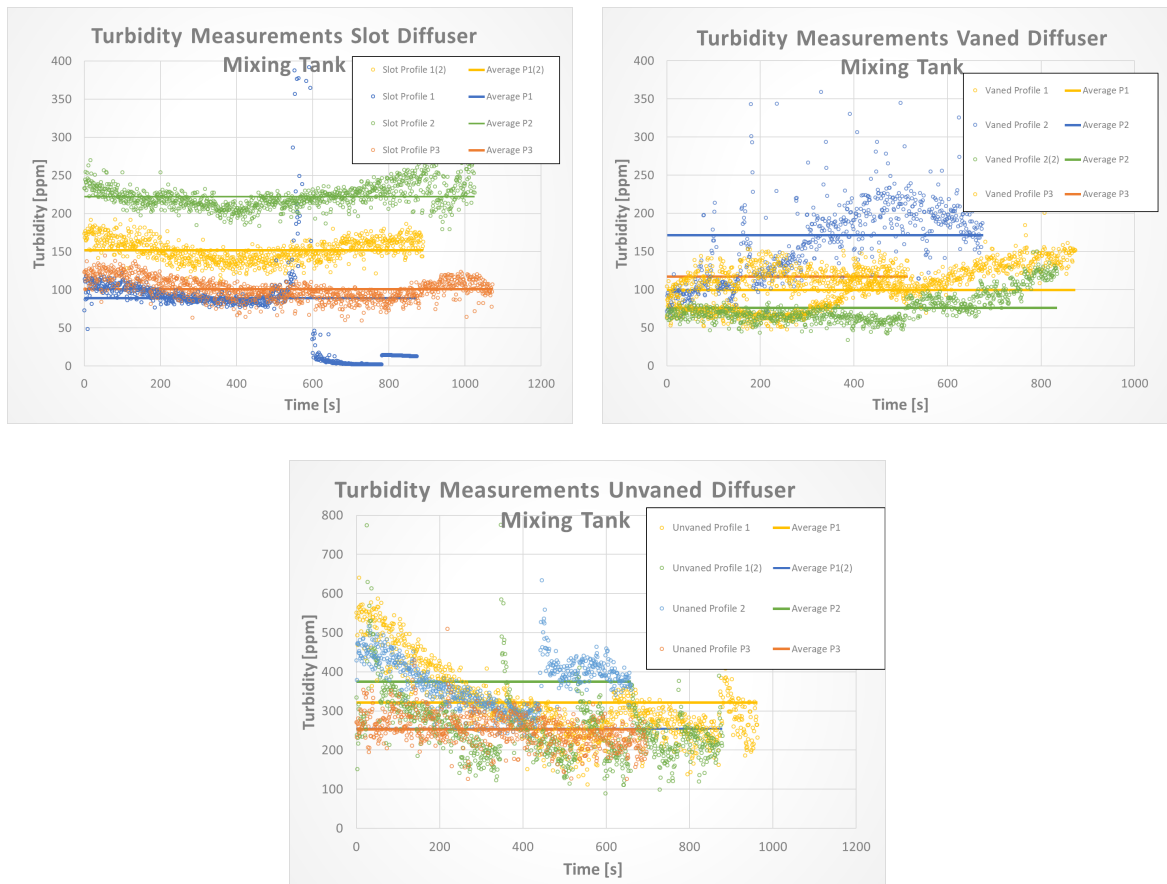 Turbidity Measurements Slot Diffuser
Mixing Tank
Slot Profile 1(2) Average P1(2)
Slot Profile 1 Average P1
Slot Profile 2 Average P2
Slot Profile P3 Average P3
Turbidity [ppm]
400
350
300
250
200
150
100
50
0
0 200 400 600 800 1000 1200
Time [s]
Turbidity Measurements Vaned Diffuser
Mixing Tank
Vaned Profile 1 Average P1
Vaned Profile 2 Average P2
Vaned Profile 2(2) Average P2
Vaned Profile P3 Average P3
Turbidity [ppm]
400
350
300
250
200
150
100
50
0
0 200 400 600 800 1000
Time [s]
Turbidity Measurements Unvaned Diffuser
Mixing Tank
Unvaned Profile 1 Average P1
Unvaned Profile 1(2) Average P1(2)
Unaned Profile 2 Average P2
Unaned Profile P3 Average P3
Turbidity [ppm]
800
700
600
500
400
300
200
100
0
0 200 400 600 800 1000 1200
Time [s]